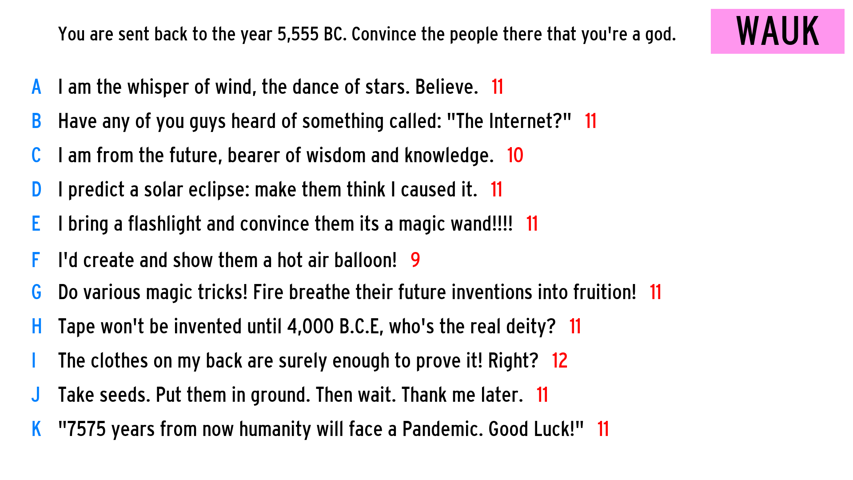 You are sent back to the year 5,555 BC. Convince the people there that you're a god.
WAUK
A I am the whisper of wind, the dance of stars. Believe. 11
B Have any of you guys heard of something called: "The Internet?" 11
C I am from the future, bearer of wisdom and knowledge. 10
D I predict a solar eclipse: make them think I caused it. 11
E I bring a flashlight and convince them its a magic wand!!!! 11
F I'd create and show them a hot air balloon! 9
G Do various magic tricks! Fire breathe their future inventions into fruition! 11
H Tape won't be invented until 4,000 B.C.E, who's the real deity? 11
I The clothes on my back are surely enough to prove it! Right? 12
J Take seeds. Put them in ground. Then wait. Thank me later. 11
K "7575 years from now humanity will face a Pandemic. Good Luck!" 11